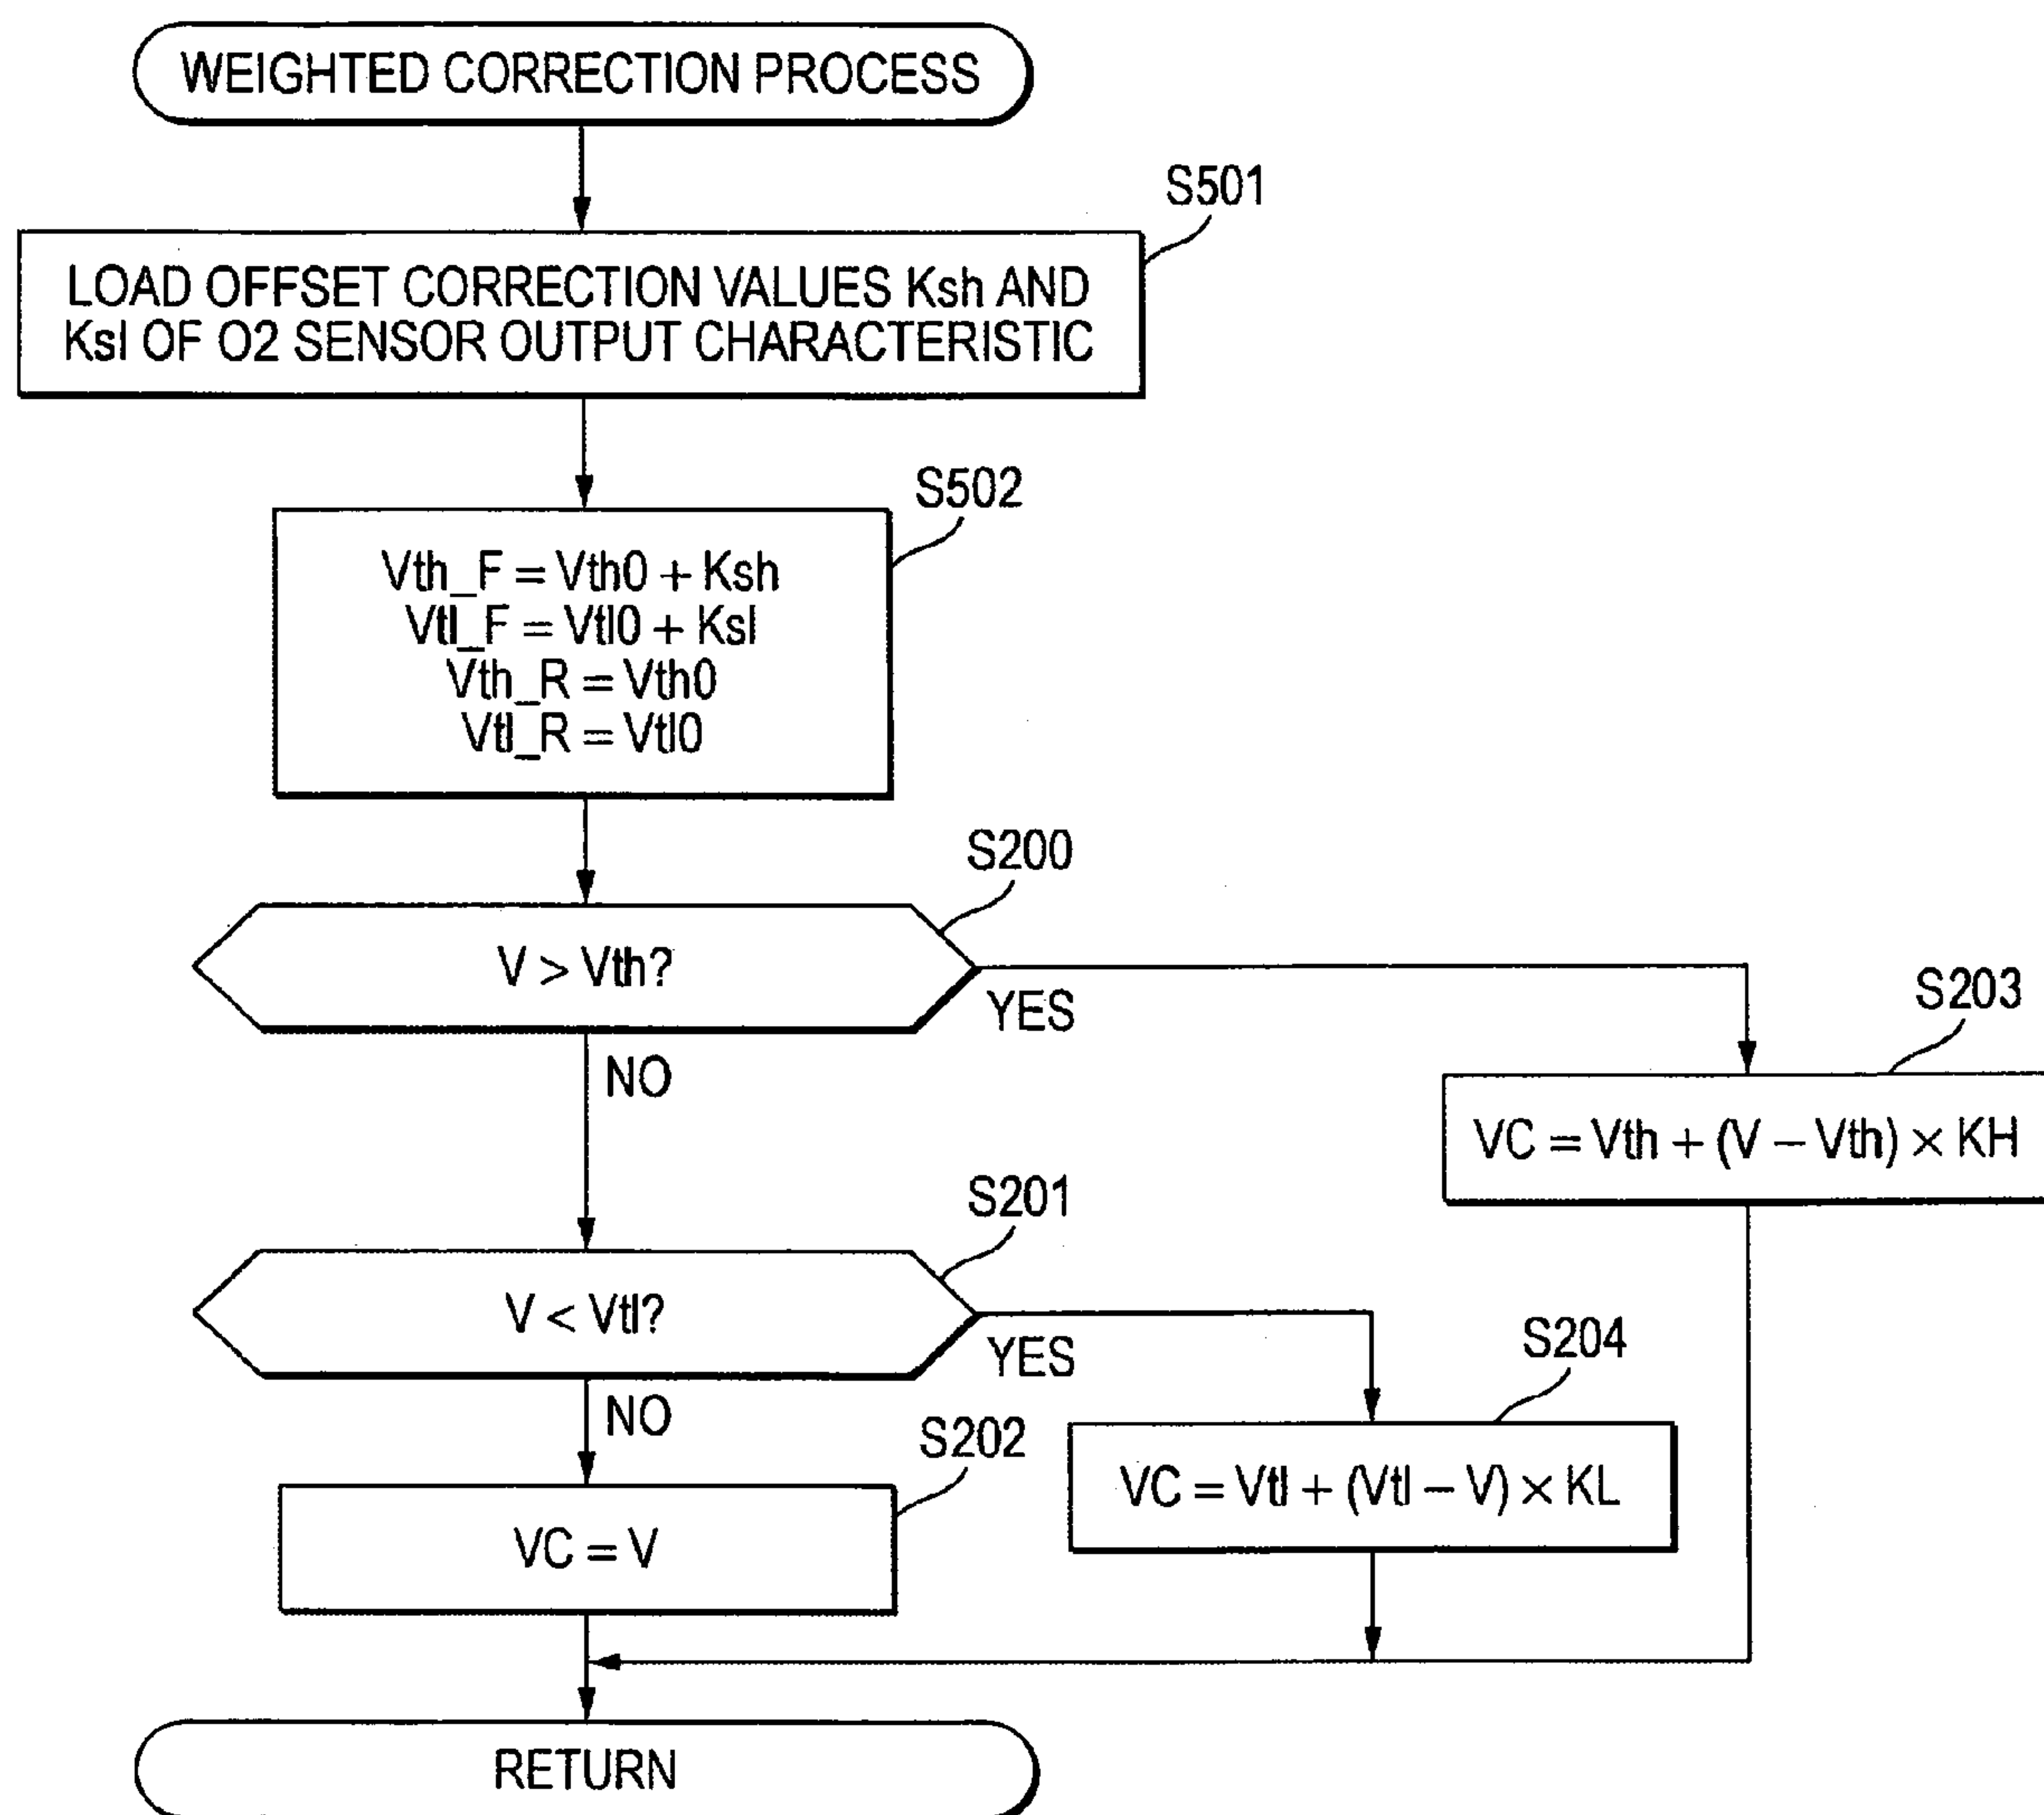 WEIGHTED CORRECTION PROCESS
S501
LOAD OFFSET CORRECTION VALUES Ksh AND
Ksl OF O2 SENSOR OUTPUT CHARACTERISTIC
S502
Vth_F = Vth0 + Ksh
Vtl_F = Vtl0 + Ksl
Vth_R = Vth0
Vtl_R = Vtl0
S200
V > Vth?
YES
NO
S203
VC = Vth + (V – Vth) × KH
S201
V < Vtl?
YES
NO
S204
VC = Vtl + (Vtl – V) × KL
S202
VC = V
RETURN